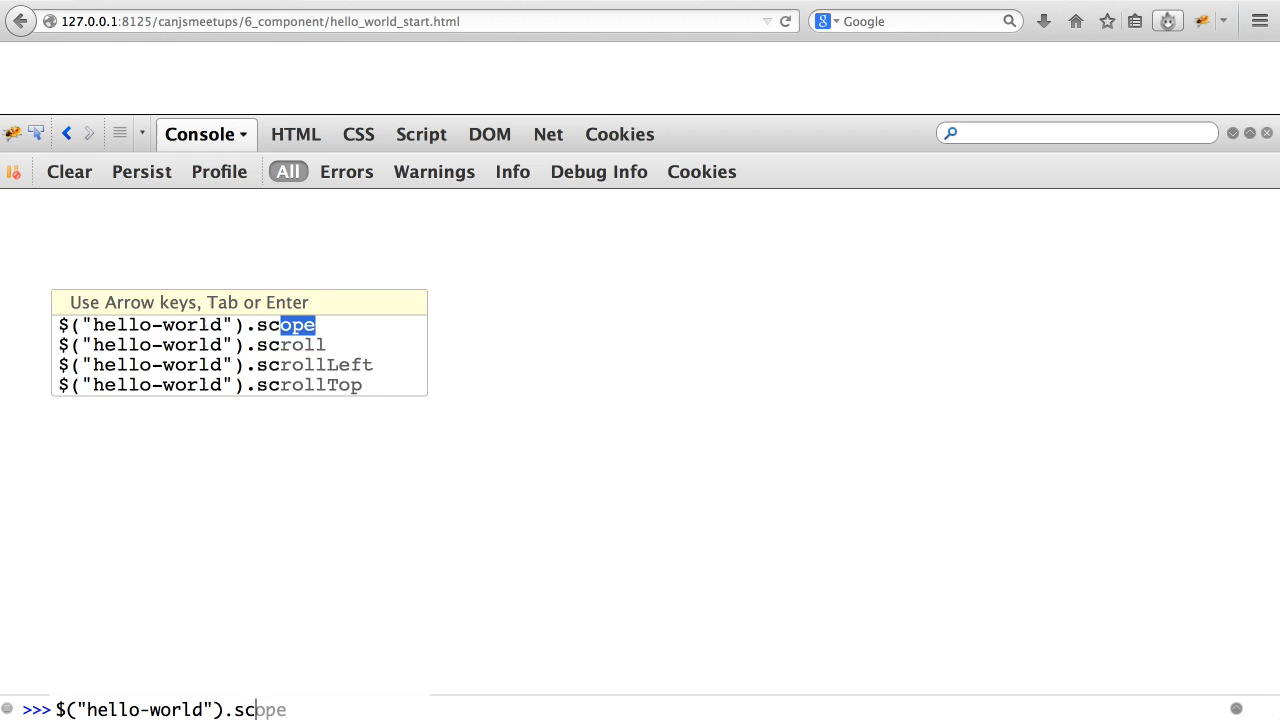 127.0.0.1:8125/canjsmeetups/6_component/hello_world_start.html
Google
Console HTML CSS Script DOM Net Cookies
Clear Persist Profile All Errors Warnings Info Debug Info Cookies
Use Arrow keys, Tab or Enter
$("hello-world").scope
$("hello-world").scroll
$("hello-world").scrollLeft
$("hello-world").scrollTop
>>> $("hello-world").scope